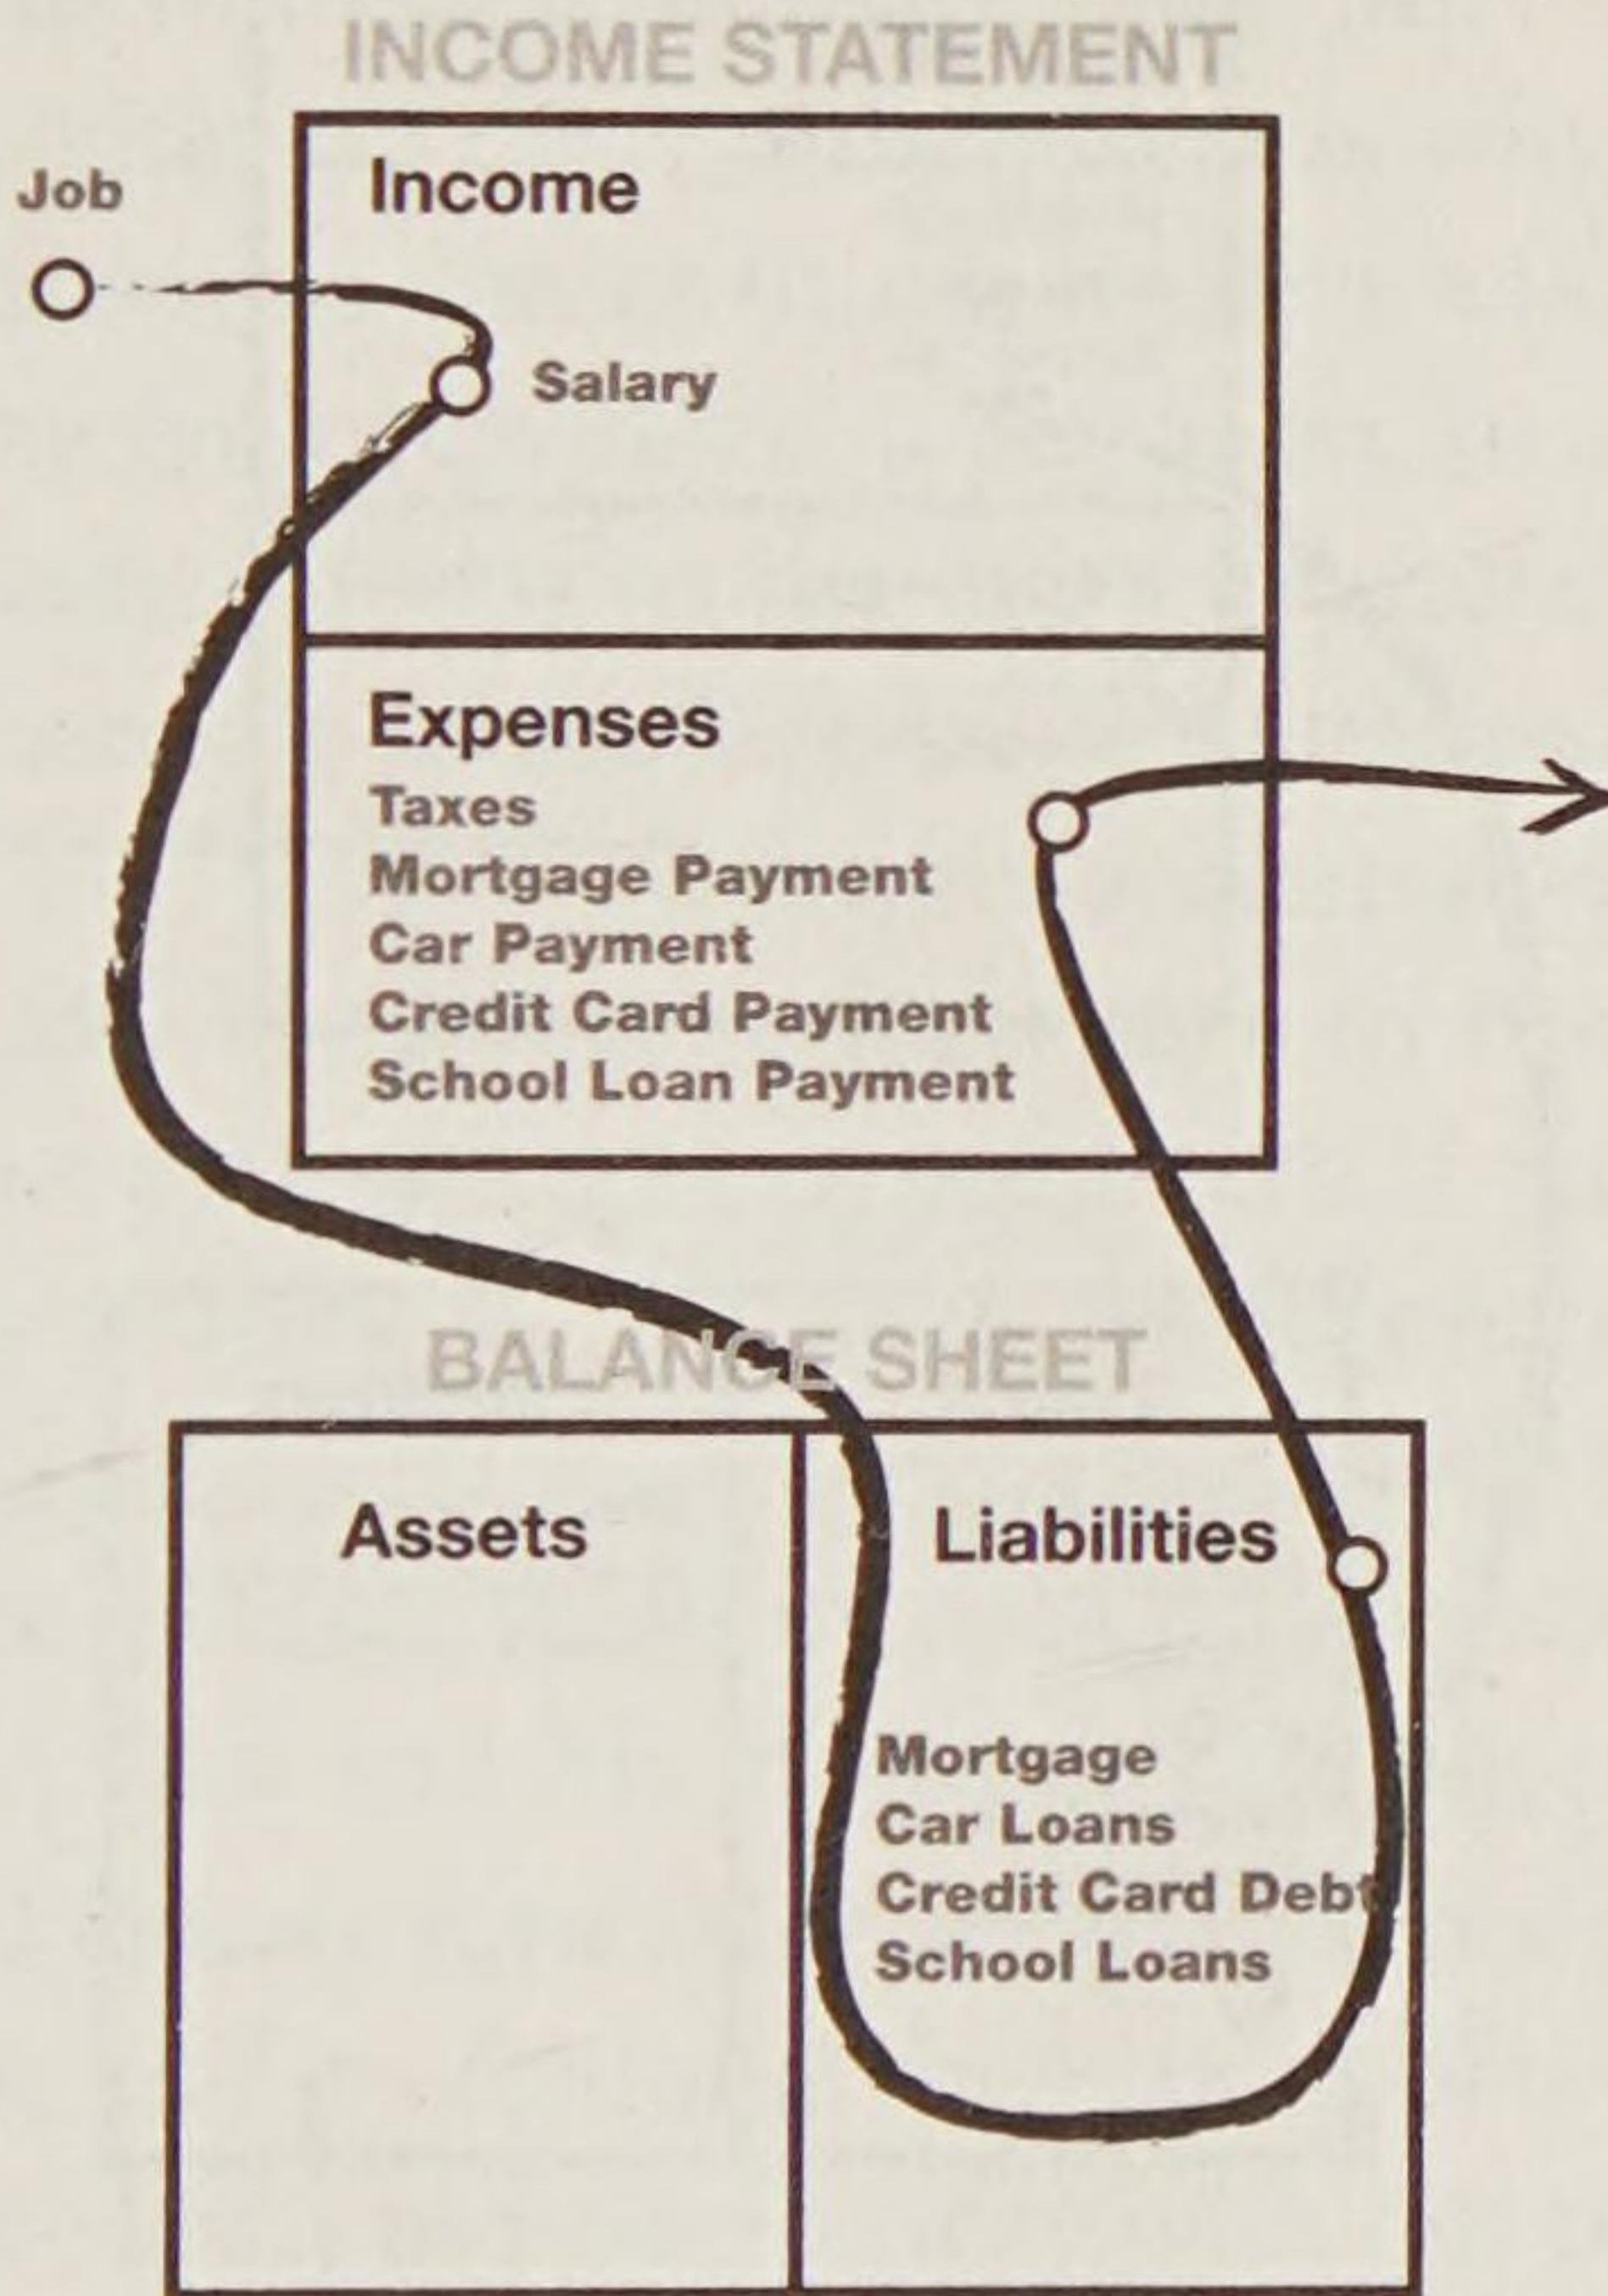 INCOME STATEMENT
Job
Income
Salary
Expenses
Taxes
Mortgage Payment
Car Payment
Credit Card Payment
School Loan Payment
BALANCE SHEET
Assets
Liabilities
Mortgage
Car Loans
Credit Card Debt
School Loans